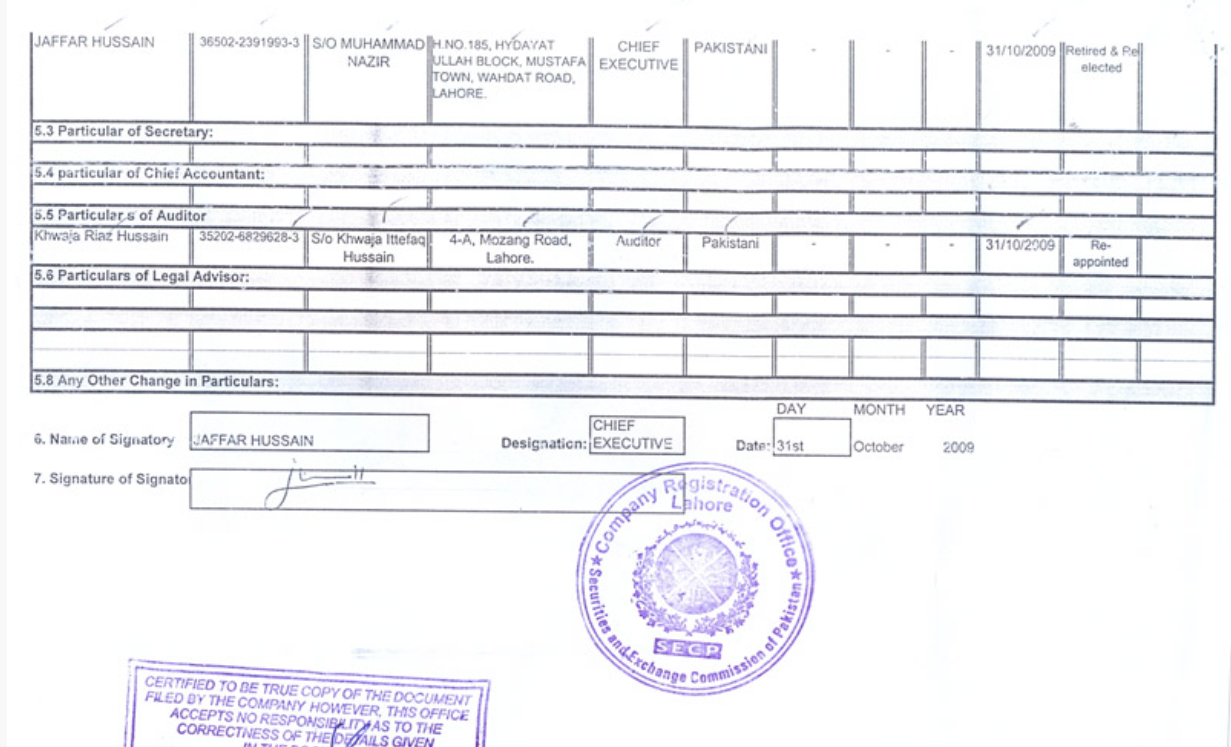 JAFFAR HUSSAIN 36502-2391993-3 S/O MUHAMMAD H.NO.185, HYDAYAT CHIEF PAKISTANI - - - 31/10/2009 Retired & Re
NAZIR ULLAH BLOCK, MUSTAFA EXECUTIVE elected
TOWN, WAHDAT ROAD,
LAHORE.
5.3 Particular of Secretary:
5.4 particular of Chief Accountant:
5.5 Particulars of Auditor
Khwaja Riaz Hussain 35202-6829628-3 S/o Khwaja Ittefaq 4-A, Mozang Road, Auditor Pakistani - - - 31/10/2009 Re-
Hussain Lahore. appointed
5.6 Particulars of Legal Advisor:
5.8 Any Other Change in Particulars:
DAY MONTH YEAR
6. Name of Signatory JAFFAR HUSSAIN Designation: CHIEF EXECUTIVE Date: 31st October 2009
7. Signature of Signato
Company Registration Office
Lahore
SECP
★ Securities and Exchange Commission of Pakistan ★
CERTIFIED TO BE TRUE COPY OF THE DOCUMENT
FILED BY THE COMPANY HOWEVER, THIS OFFICE
ACCEPTS NO RESPONSIBILITY AS TO THE
CORRECTNESS OF THE DETAILS GIVEN
IN THE